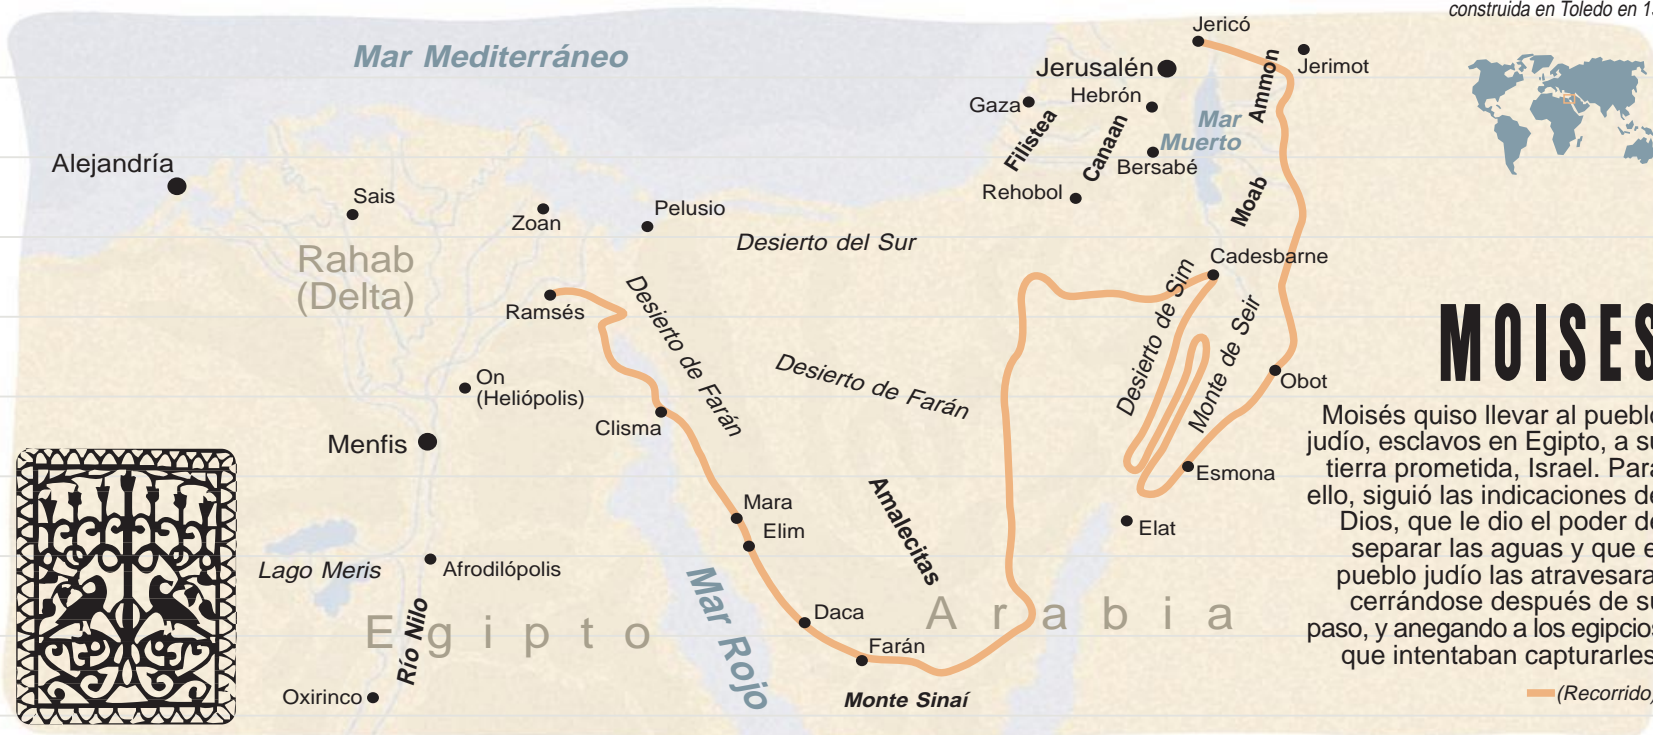 construida en Toledo en
Jericó
Mar Mediterráneo
Jerusalén
Ammon
Jerimot
Hebrón
Gaza
Filistea
Canaan
Mar
Muerto
Bersabé
Alejandría
Sais
Rehobol
Moab
Zoan
Pelusio
Desierto del Sur
Rahab
(Delta)
Cadesbarne
Ramsés
Desierto de Farán
Desierto de Sim
Monte de Seir
MOISES
Desierto de Farán
On
(Heliópolis)
Obot
Clisma
Menfis
Esmona
Mara
Elim
Amalecitas
Elat
Lago Meris
Afrodilópolis
Mar Rojo
Daca
Arabia
Egipto
Río Nilo
Farán
Oxirinco
Monte Sinaí
Moisés quiso llevar al pueblo
judío, esclavos en Egipto, a su
tierra prometida, Israel. Para
ello, siguió las indicaciones de
Dios, que le dio el poder de
separar las aguas y que el
pueblo judío las atravesara,
cerrándose después de su
paso, y anegando a los egipcios
que intentaban capturarles
(Recorrido)